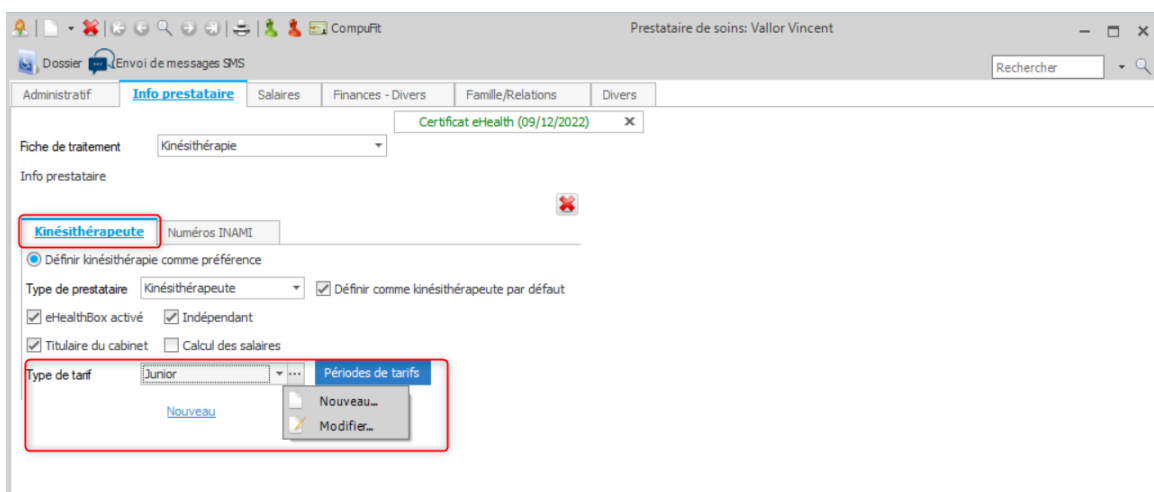 CompuFit Prestataire de soins: Vallor Vincent
Dossier Envoi de messages SMS Rechercher
Administratif Info prestataire Salaires Finances - Divers Famille/Relations Divers
Certificat eHealth (09/12/2022)
Fiche de traitement Kinésithérapie
Info prestataire
Kinésithérapeute Numéros INAMI
Définir kinésithérapie comme préférence
Type de prestataire Kinésithérapeute Définir comme kinésithérapeute par défaut
eHealthBox activé Indépendant
Titulaire du cabinet Calcul des salaires
Type de tarif Junior ... Périodes de tarifs
Nouveau...
Nouveau
Modifier...